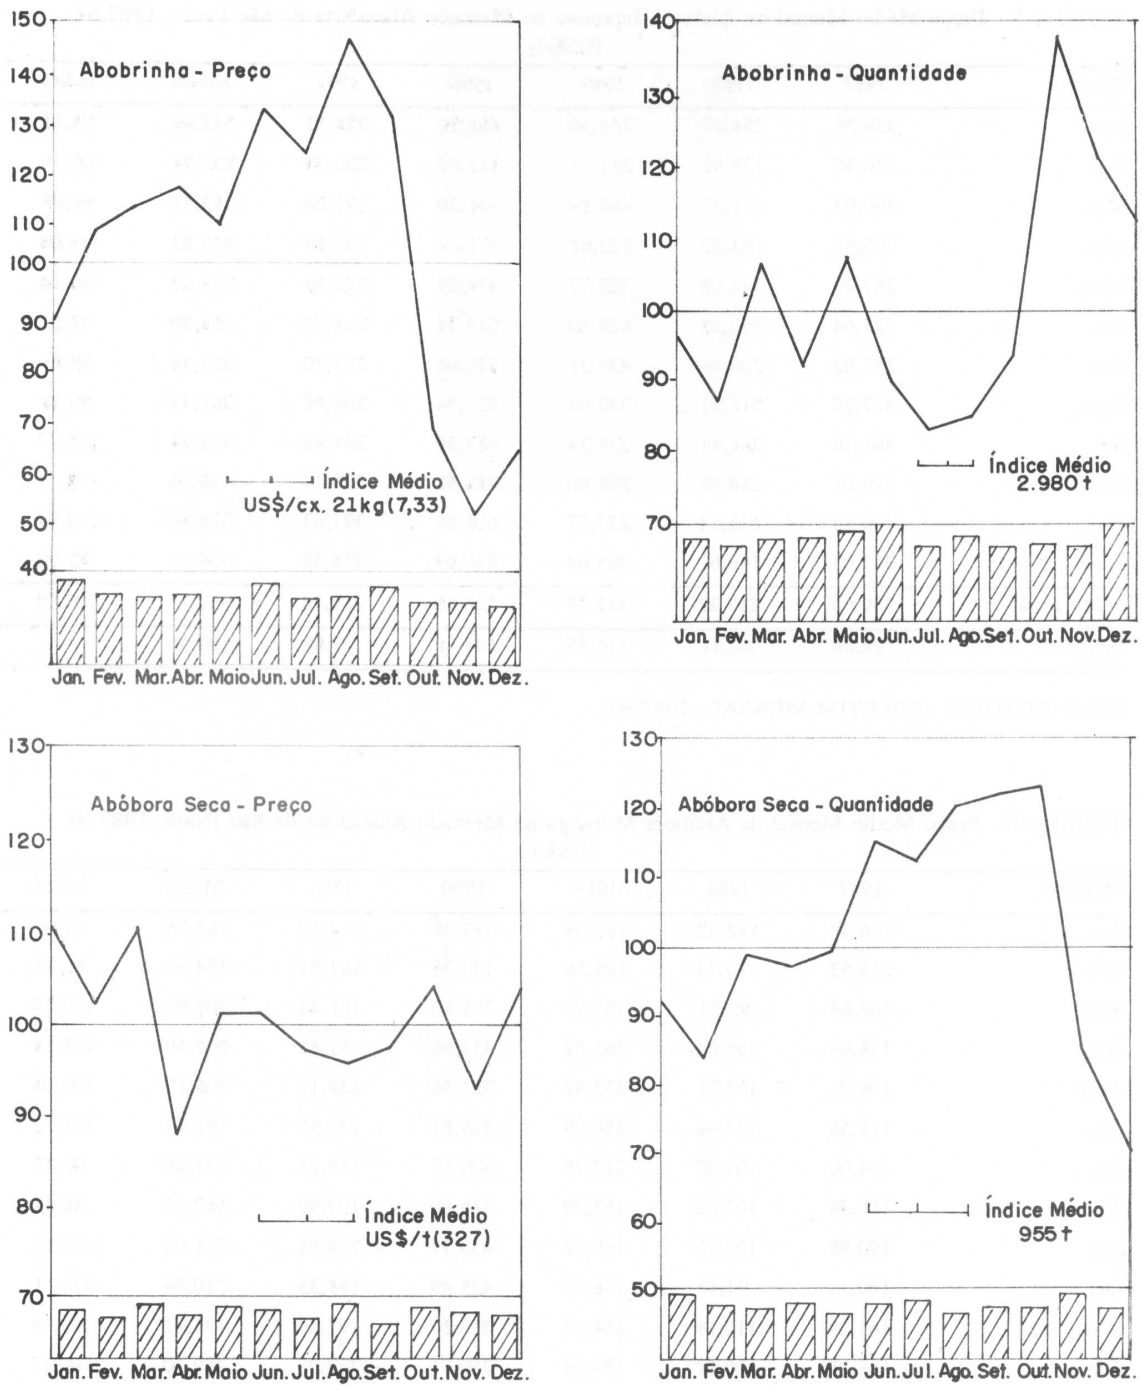 150
140
130
120
110
100
90
80
70
60
50
40
Abobrinha - Preço
Índice Médio
US$/cx. 21kg(7,33)
Jan. Fev. Mar. Abr. Maio Jun. Jul. Ago. Set. Out. Nov. Dez.
140
130
120
110
100
90
80
70
Abobrinha - Quantidade
Índice Médio
2.980 t
Jan. Fev. Mar. Abr. Maio Jun. Jul. Ago. Set. Out. Nov. Dez.
130
120
110
100
90
80
70
Abóbora Seca - Preço
Índice Médio
US$/t(327)
Jan. Fev. Mar. Abr. Maio Jun. Jul. Ago. Set. Out. Nov. Dez.
130
120
110
100
90
80
70
60
50
Abóbora Seca - Quantidade
Índice Médio
955 t
Jan. Fev. Mar. Abr. Maio Jun. Jul. Ago. Set. Out. Nov. Dez.